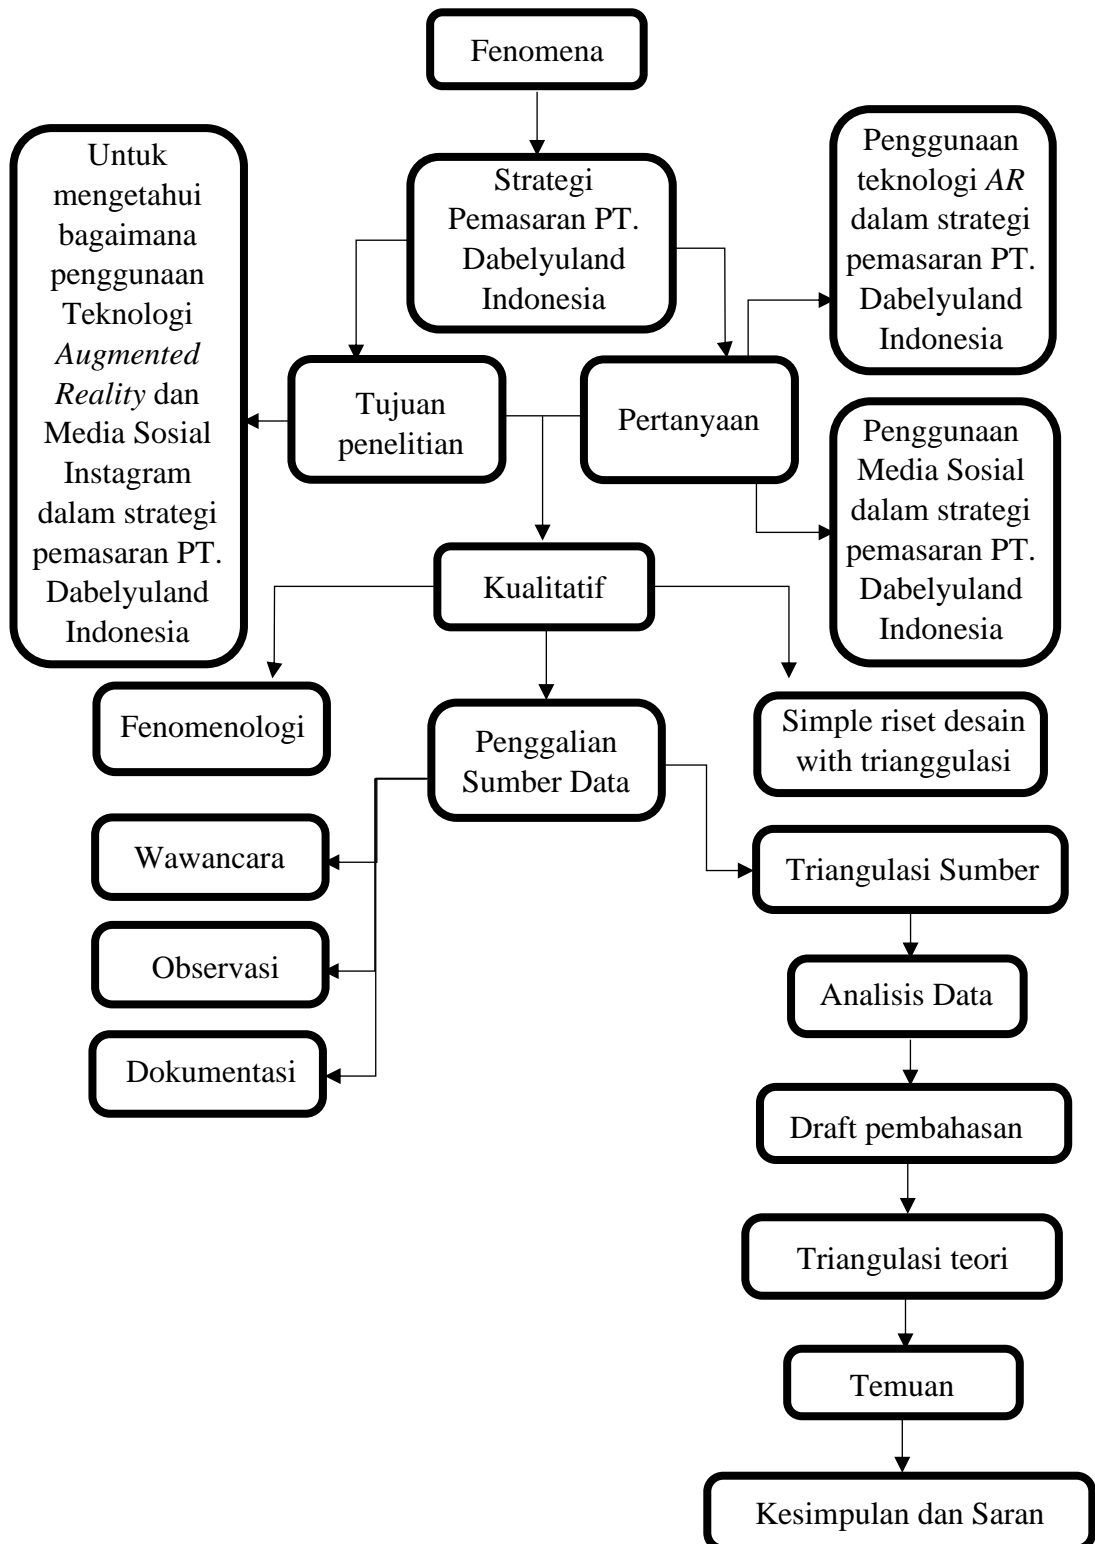 Fenomena
Strategi
Pemasaran PT.
Dabelyuland
Indonesia
Untuk
mengetahui
bagaimana
penggunaan
Teknologi
Augmented
Reality dan
Media Sosial
Instagram
dalam strategi
pemasaran PT.
Dabelyuland
Indonesia
Penggunaan
teknologi AR
dalam strategi
pemasaran PT.
Dabelyuland
Indonesia
Tujuan
penelitian
Pertanyaan
Penggunaan
Media Sosial
dalam strategi
pemasaran PT.
Dabelyuland
Indonesia
Kualitatif
Fenomenologi
Penggalian
Sumber Data
Simple riset desain
with trianggulasi
Wawancara
Observasi
Dokumentasi
Triangulasi Sumber
Analisis Data
Draft pembahasan
Triangulasi teori
Temuan
Kesimpulan dan Saran